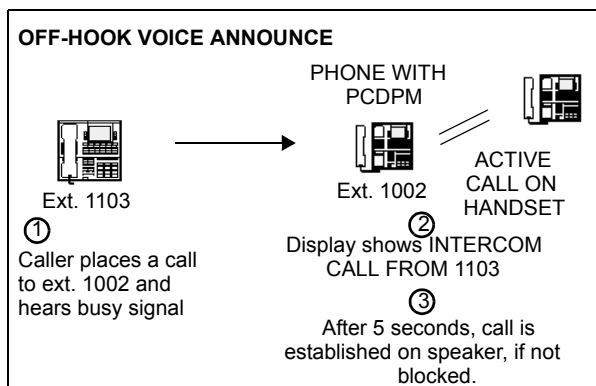 OFF-HOOK VOICE ANNOUNCE
PHONE WITH
PCDPM
Ext. 1103
Ext. 1002
ACTIVE
CALL ON
HANDSET
1
Caller places a call
to ext. 1002 and
hears busy signal
2
Display shows INTERCOM
CALL FROM 1103
3
After 5 seconds, call is
established on speaker, if not
blocked.